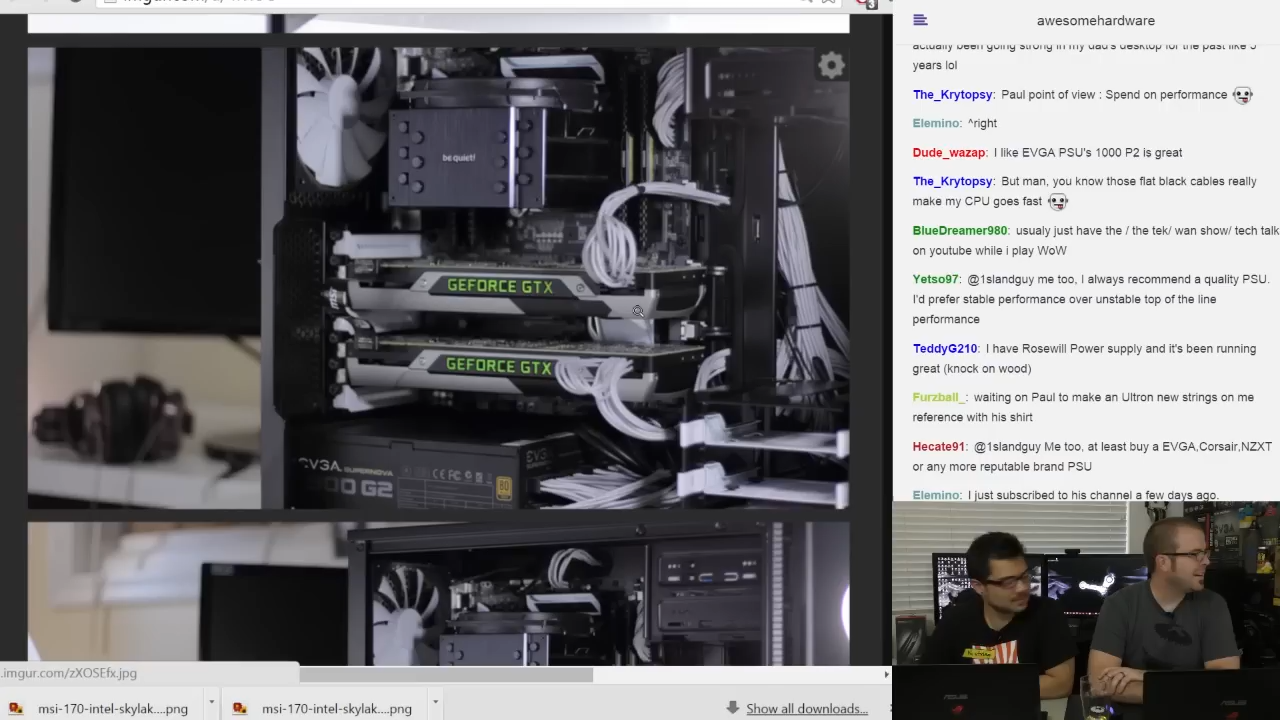 awesomehardware
actually been going strong in my dad's desktop for the past like 5
years lol
The_Krytopsy: Paul point of view : Spend on performance
Elemino: ^right
Dude_wazap: I like EVGA PSU's 1000 P2 is great
The_Krytopsy: But man, you know those flat black cables really
make my CPU goes fast
BlueDreamer980: usualy just have the / the tek/ wan show/ tech talk
on youtube while i play WoW
Yetso97: @1slandguy me too, I always recommend a quality PSU.
I'd prefer stable performance over unstable top of the line
performance
TeddyG210: I have Rosewill Power supply and it's been running
great (knock on wood)
Furzball_: waiting on Paul to make an Ultron new strings on me
reference with his shirt
Hecate91: @1slandguy Me too, at least buy a EVGA,Corsair,NZXT
or any more reputable brand PSU
Elemino: I just subscribed to his channel a few days ago.
be quiet!
msi
GEFORCE GTX
GEFORCE GTX
EVGA SUPERNOVA
00 G2
.imgur.com/zXOSEfx.jpg
msi-170-intel-skylak....png
msi-170-intel-skylak....png
Show all downloads...
3
ASUS
ASUS